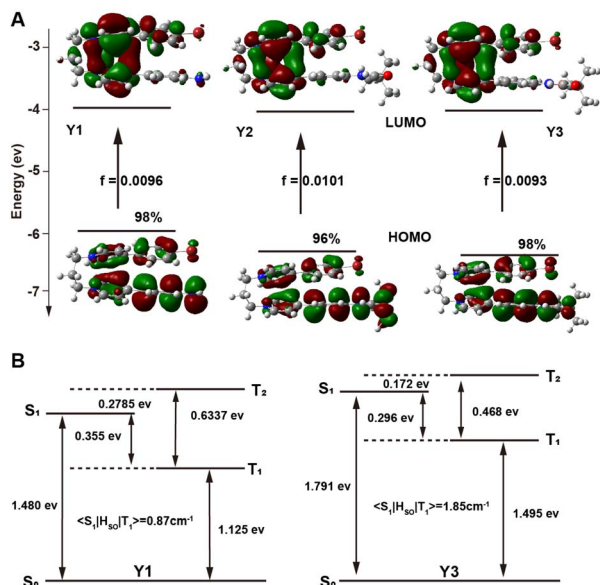 A
-3
-4
-5
-6
-7
Energy (ev)
Y1
Y2
LUMO
Y3
f = 0.0096
f = 0.0101
f = 0.0093
98%
96%
HOMO
98%
B
T₂
S₁
0.2785 ev
0.6337 ev
0.355 ev
T₁
1.480 ev
<S₁|H_SO|T₁>=0.87cm⁻¹
1.125 ev
S₀
Y1
T₂
S₁
0.172 ev
0.296 ev
0.468 ev
T₁
1.791 ev
<S₁|H_SO|T₁>=1.85cm⁻¹
1.495 ev
S₀
Y3